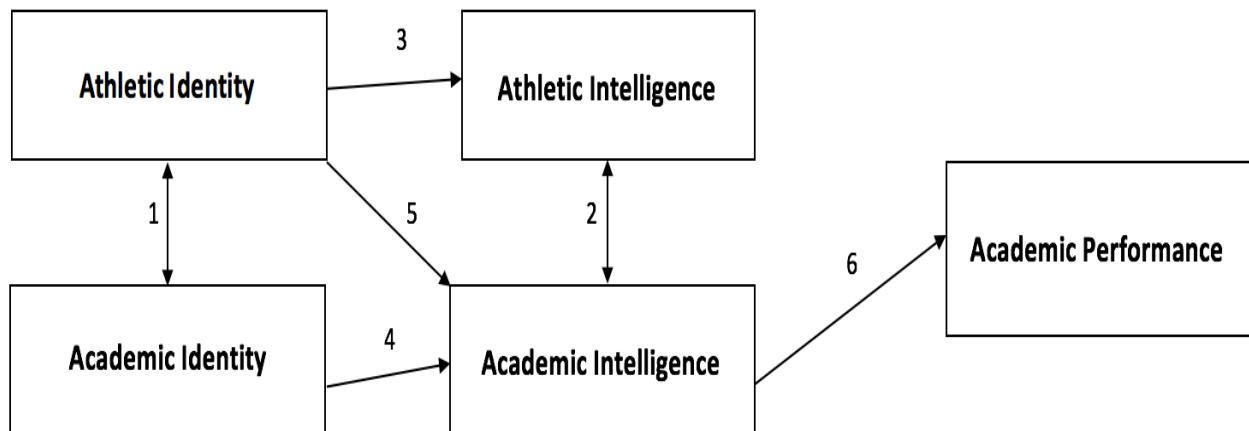 3
Athletic Identity
Athletic Intelligence
1
5
2
6
Academic Performance
4
Academic Identity
Academic Intelligence